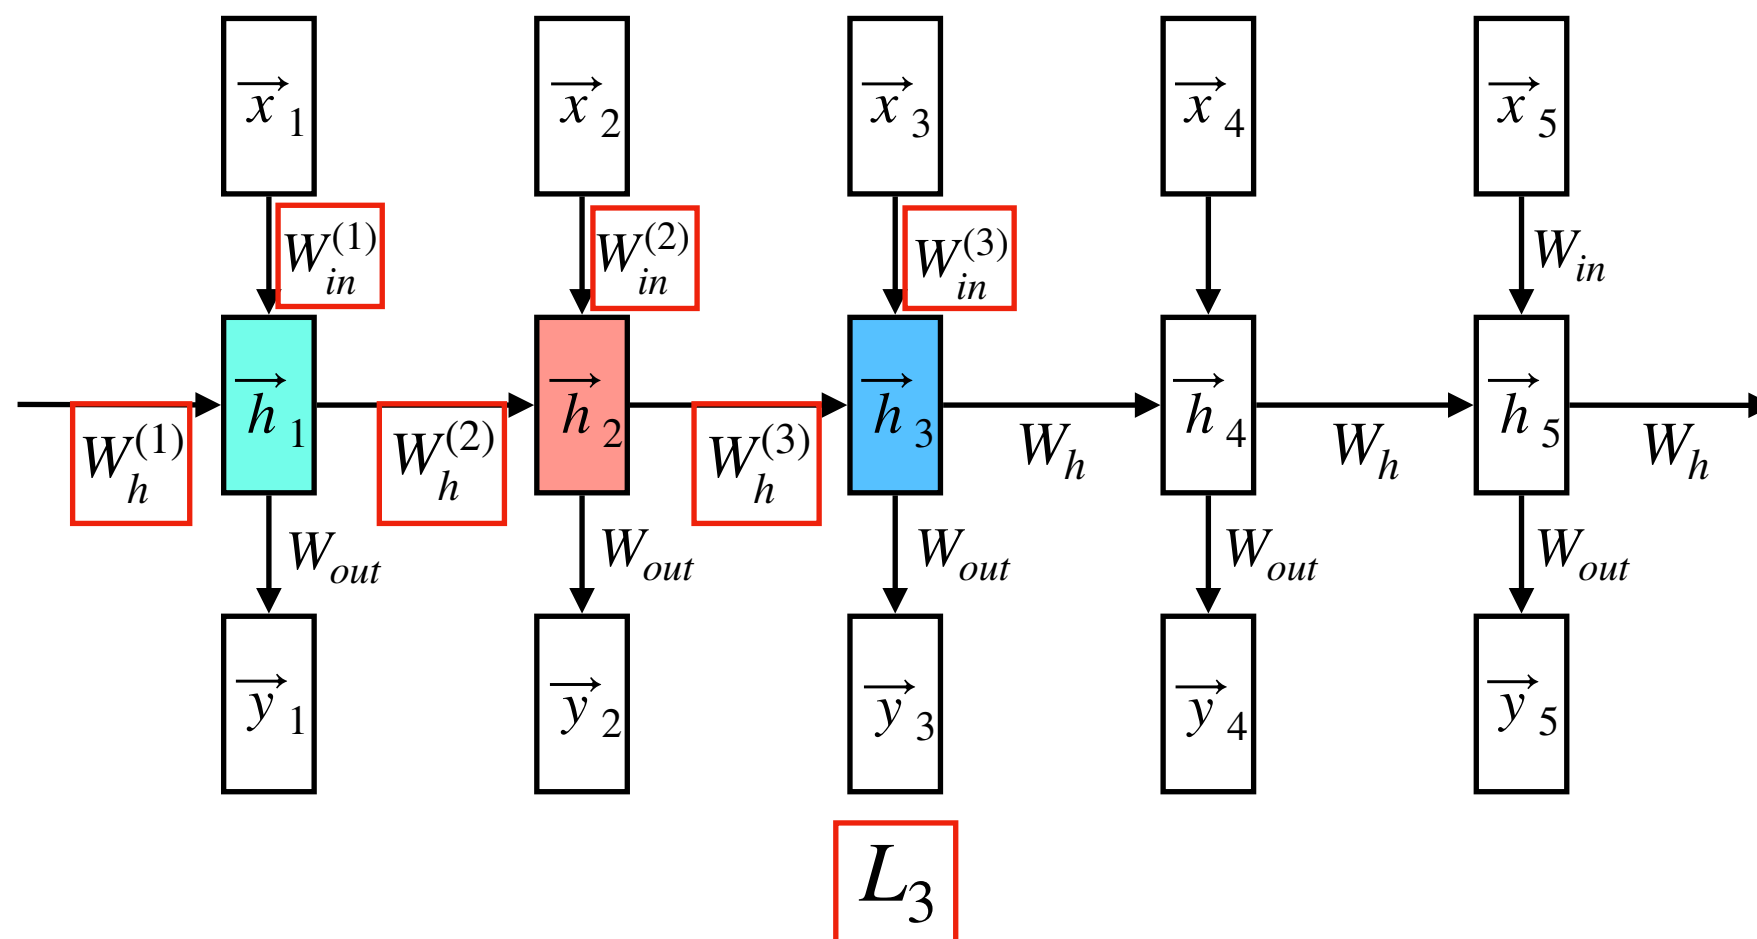 x⃗₁ x⃗₂ x⃗₃ x⃗₄ x⃗₅
W_in^(1) W_in^(2) W_in^(3) W_in
h⃗₁ h⃗₂ h⃗₃ h⃗₄ h⃗₅
W_h^(1) W_h^(2) W_h^(3) W_h W_h W_h
W_out W_out W_out W_out W_out
y⃗₁ y⃗₂ y⃗₃ y⃗₄ y⃗₅
L₃